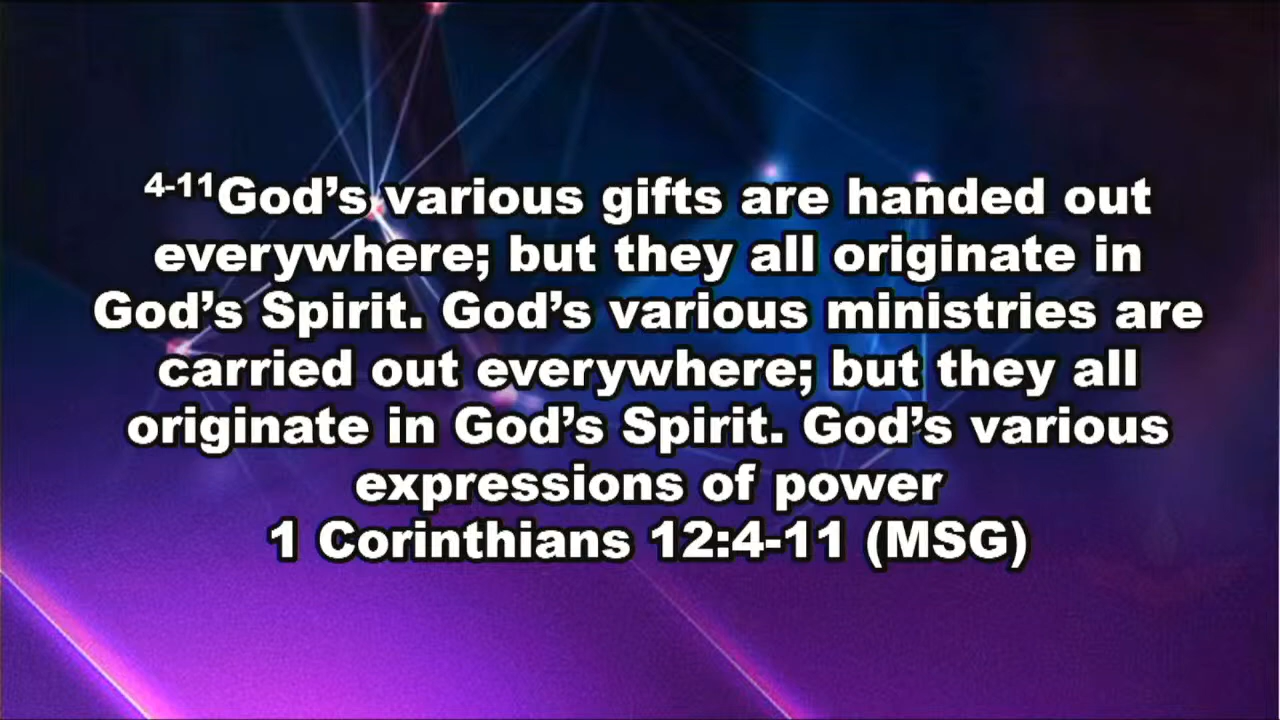 4-11God’s various gifts are handed out
everywhere; but they all originate in
God’s Spirit. God’s various ministries are
carried out everywhere; but they all
originate in God’s Spirit. God’s various
expressions of power
1 Corinthians 12:4-11 (MSG)